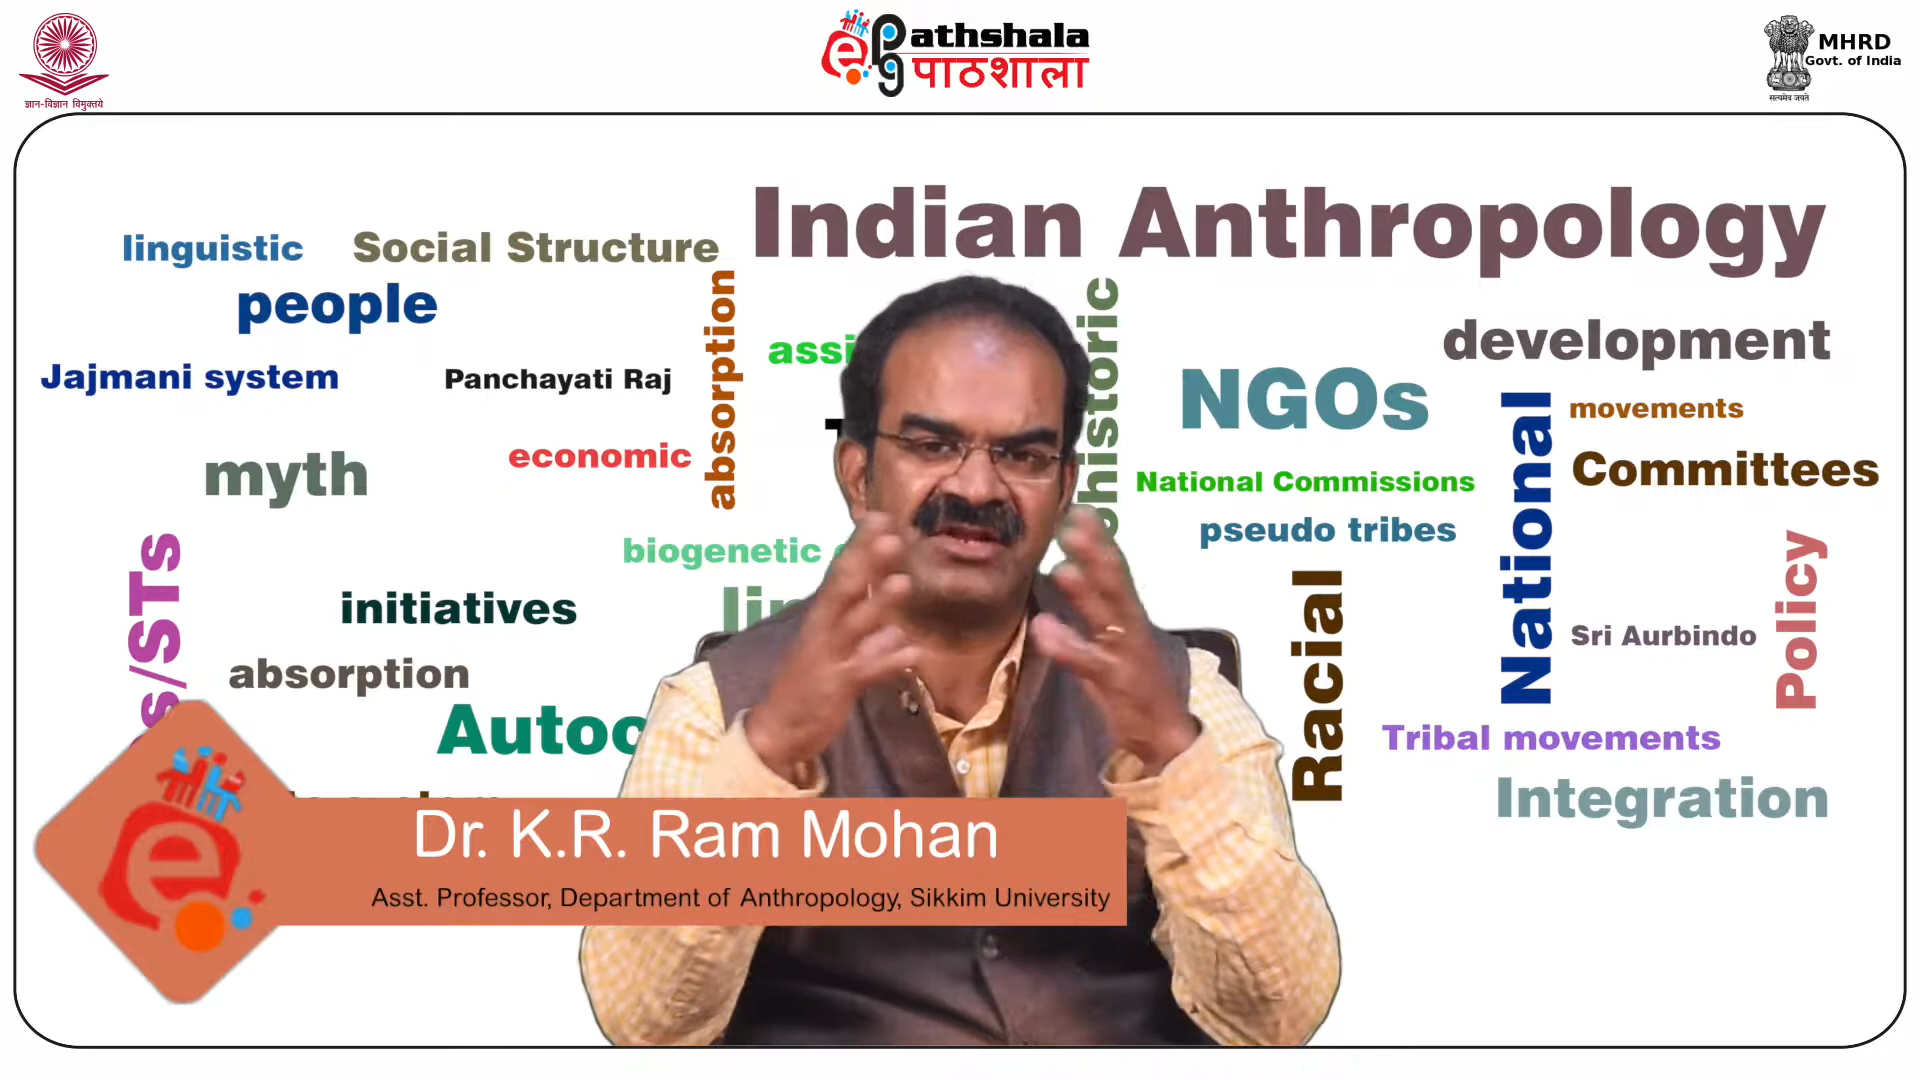 ज्ञान-विज्ञान विमुक्तये
ePathshala
पाठशाला
MHRD
Govt. of India
सत्यमेव जयते
Indian Anthropology
linguistic
Social Structure
people
absorption
development
Jajmani system
Panchayati Raj
NGOs
National
movements
myth
economic
National Commissions
Committees
pseudo tribes
biogenetic
initiatives
Racial
Sri Aurbindo
Policy
absorption
Tribal movements
Integration
Dr. K.R. Ram Mohan
Asst. Professor, Department of Anthropology, Sikkim University